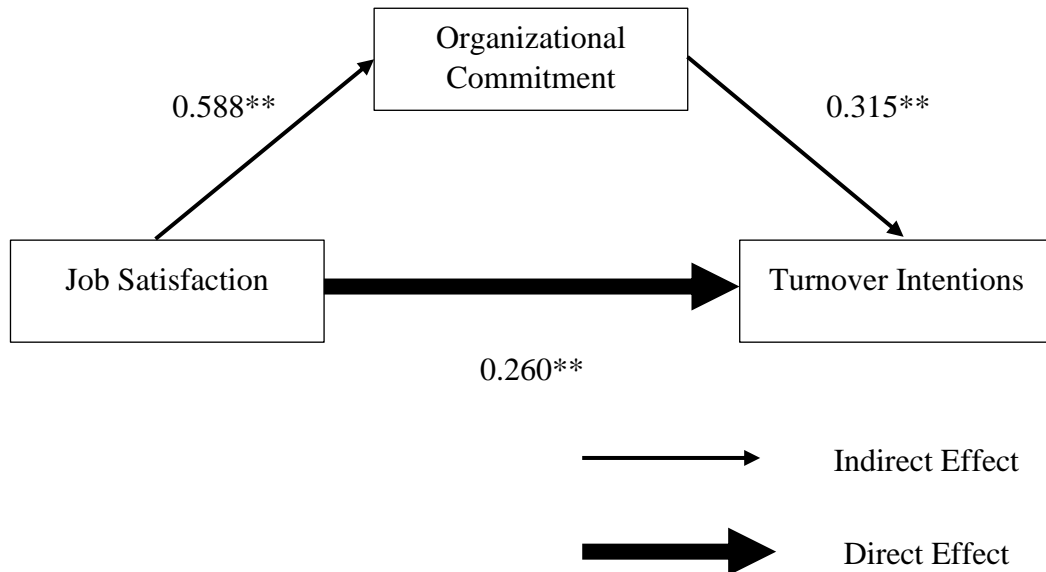 Organizational
Commitment
0.588**
0.315**
Job Satisfaction
Turnover Intentions
0.260**
Indirect Effect
Direct Effect